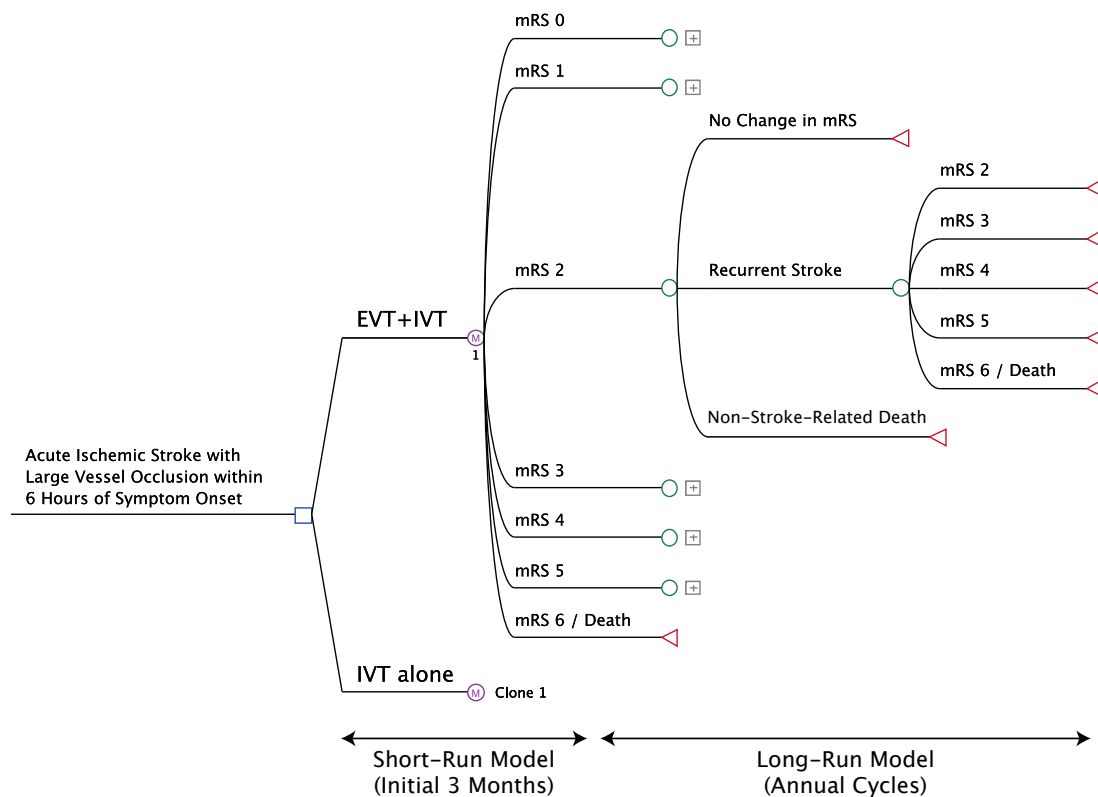 mRS 0
mRS 1
No Change in mRS
mRS 2
mRS 3
mRS 2
Recurrent Stroke
mRS 4
EVT+IVT
M
1
mRS 5
mRS 6 / Death
Non-Stroke-Related Death
Acute Ischemic Stroke with
Large Vessel Occlusion within
6 Hours of Symptom Onset
mRS 3
mRS 4
mRS 5
mRS 6 / Death
IVT alone
M
Clone 1
Short-Run Model
(Initial 3 Months)
Long-Run Model
(Annual Cycles)